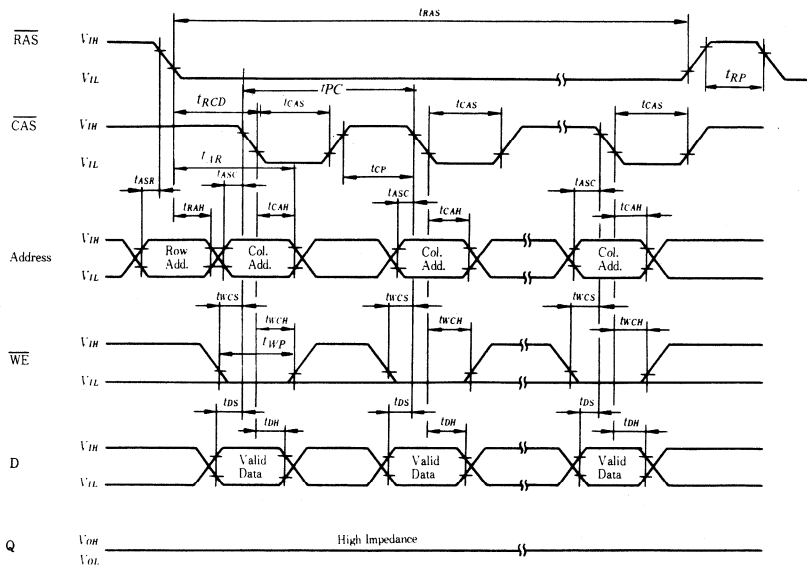 tRAS
RAS VIH
VIL
tRP
tPC
tRCD tCAS tCAS tCAS
CAS VIH
VIL
tAR tCP
tASR tASC tASC tASC
tRAH tCAH tCAH tCAH
Address VIH
VIL
Row Add. Col. Add. Col. Add. Col. Add.
tWCS tWCS tWCS
tWCH tWCH tWCH
tWP
WE VIH
VIL
tDS tDS tDS
tDH tDH tDH
D VIH
VIL
Valid Data Valid Data Valid Data
Q VOH
VOL
High Impedance